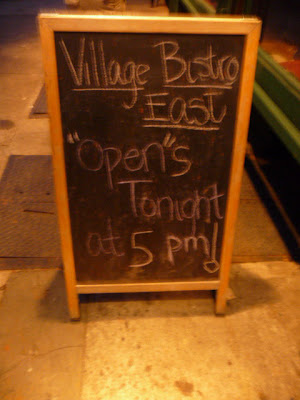 Village Bistro
East
"Open"s
Tonight
at 5 pm!